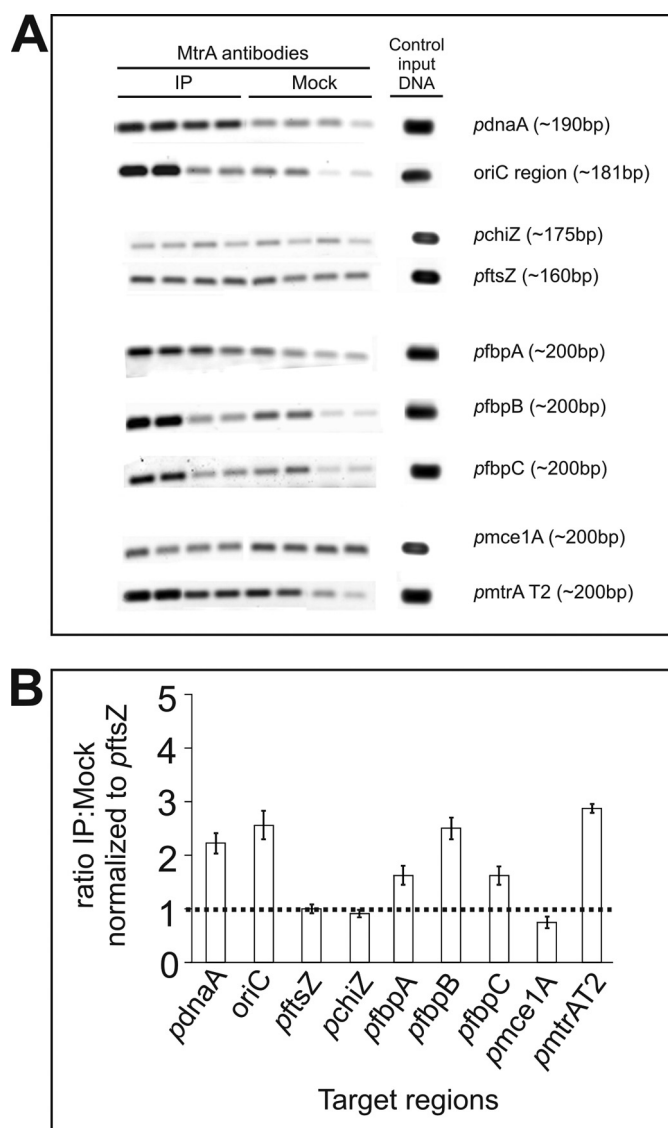 A
MtrA antibodies
IP Mock
Control
input
DNA
pdnaA (~190bp)
oriC region (~181bp)
pchiZ (~175bp)
pftsZ (~160bp)
pfbpA (~200bp)
pfbpB (~200bp)
pfbpC (~200bp)
pmce1A (~200bp)
pmtrA T2 (~200bp)
B
ratio IP:Mock
normalized to pftsZ
5
4
3
2
1
0
pdnaA
oriC
pftsZ
pchiZ
pfbpA
pfbpB
pfbpC
pmce1A
pmtrAT2
Target regions